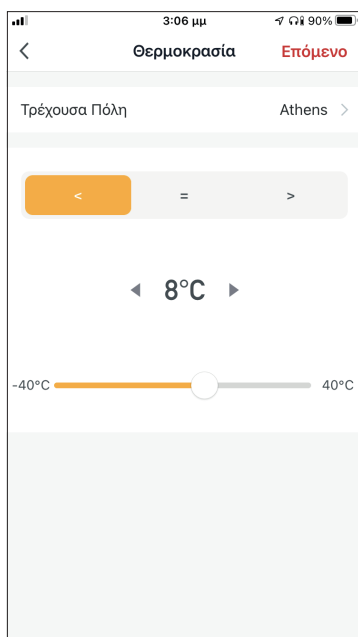 3:06 μμ 90%
Θερμοκρασία Επόμενο
Τρέχουσα Πόλη Athens >
< = >
8°C
-40°C 40°C